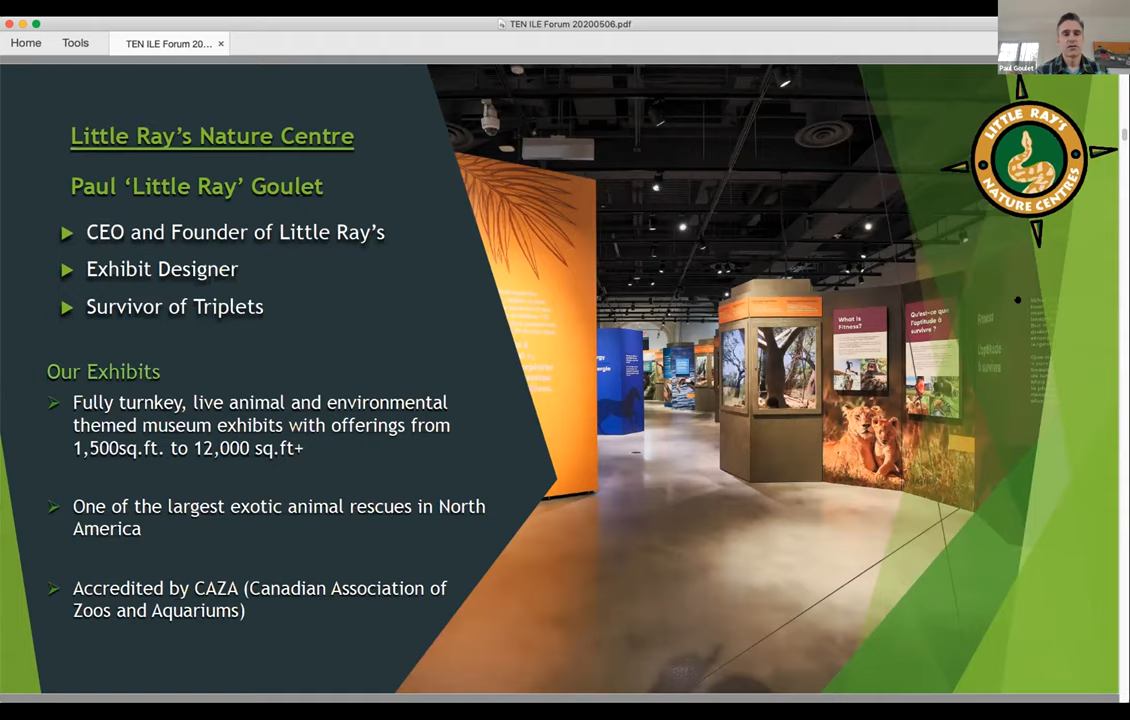 TEN ILE Forum 20200506.pdf
Home
Tools
TEN ILE Forum 20... ×
Paul Goulet
Little Ray's Nature Centre
Paul ‘Little Ray’ Goulet
CEO and Founder of Little Ray’s
Exhibit Designer
Survivor of Triplets
Our Exhibits
Fully turnkey, live animal and environmental
themed museum exhibits with offerings from
1,500sq.ft. to 12,000 sq.ft+
One of the largest exotic animal rescues in North
America
Accredited by CAZA (Canadian Association of
Zoos and Aquariums)
LITTLE RAY'S
NATURE CENTRES
What is
Fitness?
Qu'est-ce que
l'aptitude à
survivre ?
Fitness
L'aptitude
à survivre